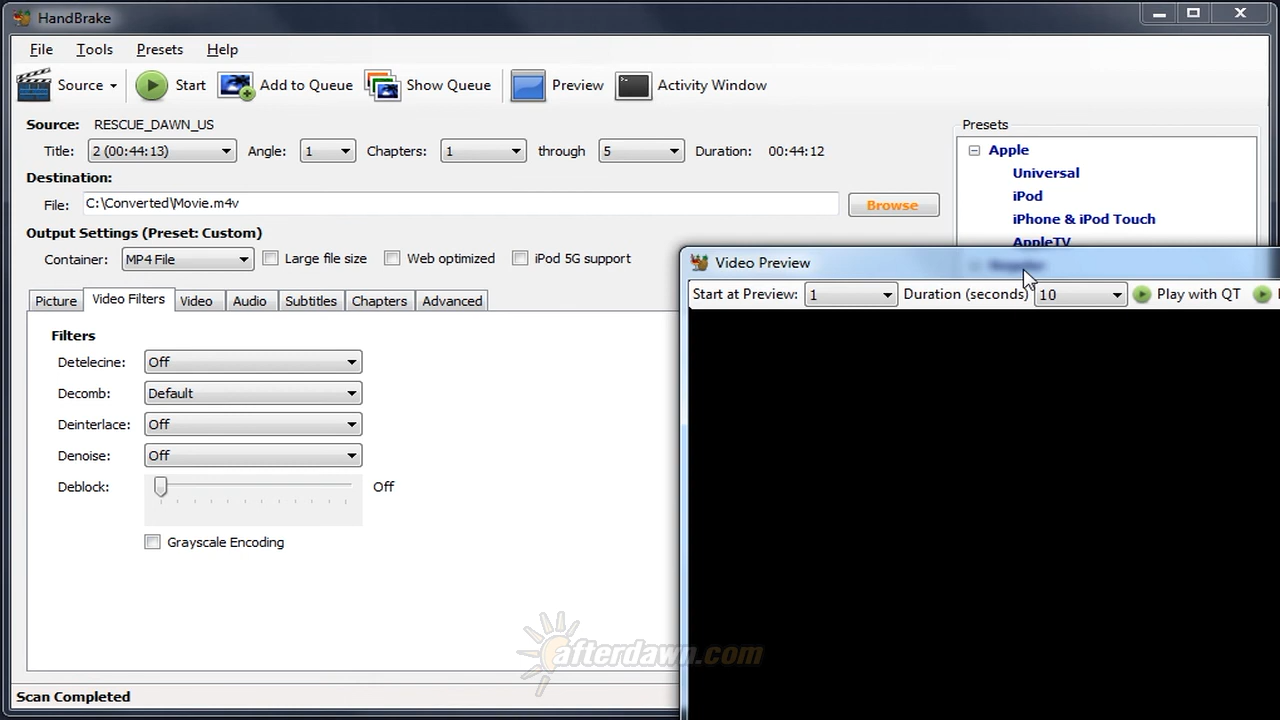 HandBrake
File Tools Presets Help
Source Start Add to Queue Show Queue Preview Activity Window
Source: RESCUE_DAWN_US
Title: 2 (00:44:13) Angle: 1 Chapters: 1 through 5 Duration: 00:44:12
Destination:
File: C:\Converted\Movie.m4v Browse
Output Settings (Preset: Custom)
Container: MP4 File Large file size Web optimized iPod 5G support
Presets
Apple
Universal
iPod
iPhone & iPod Touch
AppleTV
Picture Video Filters Video Audio Subtitles Chapters Advanced
Filters
Detelecine: Off
Decomb: Default
Deinterlace: Off
Denoise: Off
Deblock: Off
Grayscale Encoding
Video Preview
Start at Preview: 1 Duration (seconds) 10 Play with QT
afterdawn.com
Scan Completed